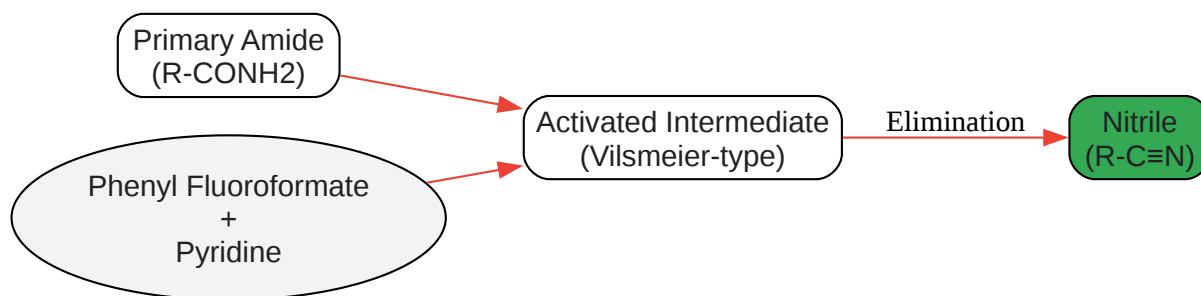 Primary Amide
(R-CONH2)
Phenyl Fluoroformate
+
Pyridine
Activated Intermediate
(Vilsmeier-type)
Elimination
Nitrile
(R-C≡N)